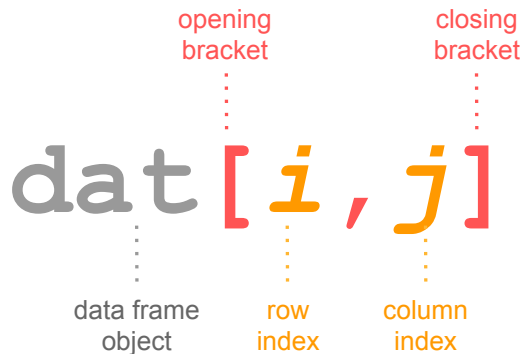 opening closing
bracket bracket
dat[i,j]
data frame row column
object index index